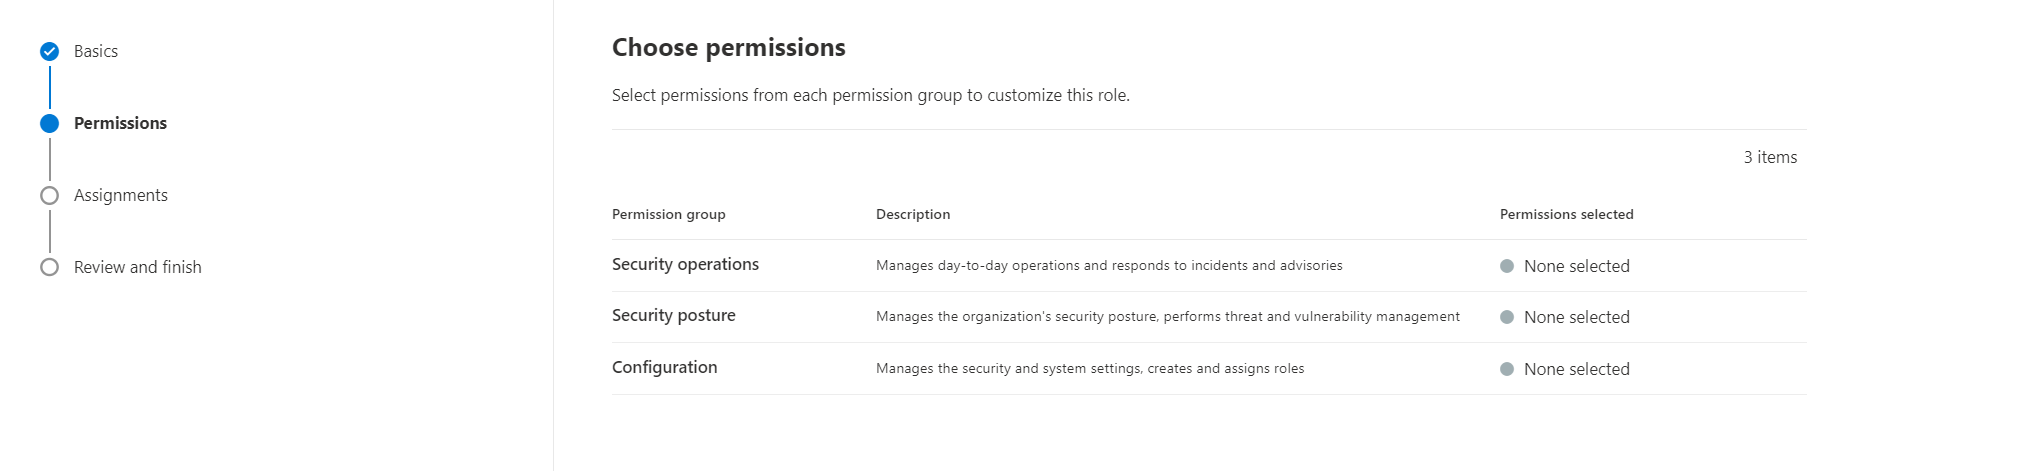 Basics
Permissions
Assignments
Review and finish
Choose permissions
Select permissions from each permission group to customize this role.
3 items
Permission group Description Permissions selected
Security operations Manages day-to-day operations and responds to incidents and advisories None selected
Security posture Manages the organization's security posture, performs threat and vulnerability management None selected
Configuration Manages the security and system settings, creates and assigns roles None selected